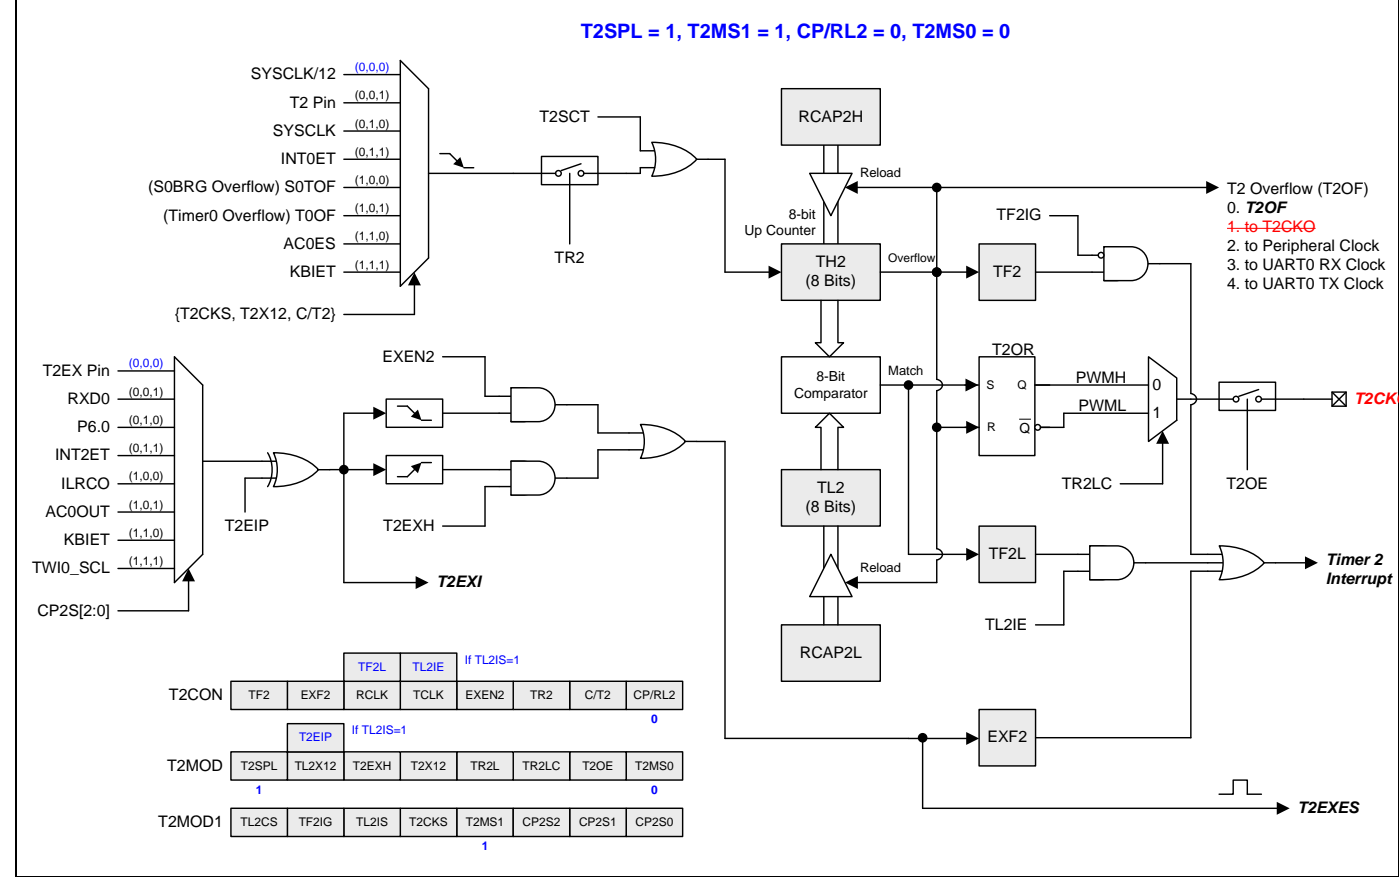 T2SPL = 1, T2MS1 = 1, CP/RL2 = 0, T2MS0 = 0
SYSCLK/12 (0,0,0)
T2 Pin (0,0,1)
SYSCLK (0,1,0)
INT0ET (0,1,1)
(S0BRG Overflow) S0TOF (1,0,0)
(Timer0 Overflow) T0OF (1,0,1)
AC0ES (1,1,0)
KBIET (1,1,1)
{T2CKS, T2X12, C/T2}
T2SCT
TR2
RCAP2H
Reload
8-bit
Up Counter
TH2
(8 Bits)
Overflow
TF2IG
TF2
T2 Overflow (T2OF)
0. T2OF
1. to T2CKO
2. to Peripheral Clock
3. to UART0 RX Clock
4. to UART0 TX Clock
T2EX Pin (0,0,0)
RXD0 (0,0,1)
P6.0 (0,1,0)
INT2ET (0,1,1)
ILRCO (1,0,0)
AC0OUT (1,0,1)
KBIET (1,1,0)
TWI0_SCL (1,1,1)
CP2S[2:0]
T2EIP
EXEN2
T2EXH
T2EXI
8-Bit
Comparator
Match
T2OR
S Q
R Q
PWMH
PWML
0
1
TR2LC
T2OE
T2CK
TL2
(8 Bits)
Reload
RCAP2L
TF2L
TL2IE
Timer 2
Interrupt
EXF2
T2EXES
TF2L TL2IE If TL2IS=1
T2CON TF2 EXF2 RCLK TCLK EXEN2 TR2 C/T2 CP/RL2
0
T2EIP If TL2IS=1
T2MOD T2SPL TL2X12 T2EXH T2X12 TR2L TR2LC T2OE T2MS0
1 0
T2MOD1 TL2CS TF2IG TL2IS T2CKS T2MS1 CP2S2 CP2S1 CP2S0
1